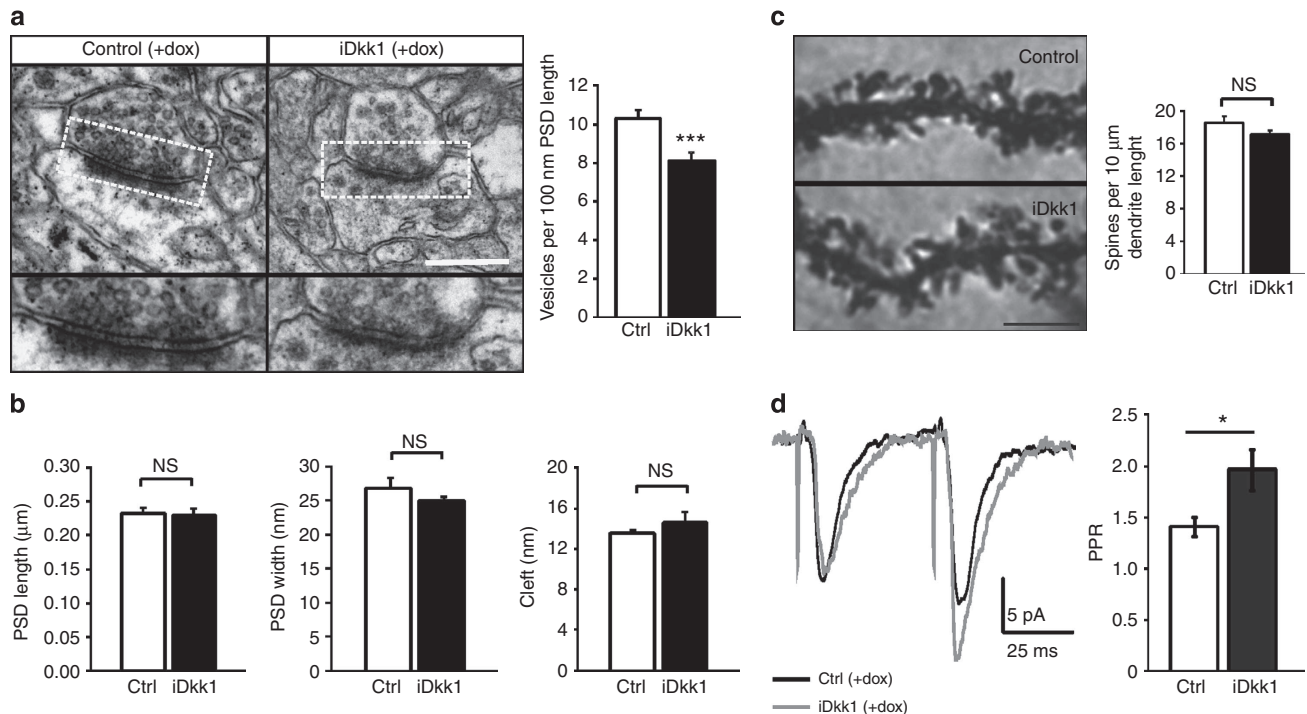 a
Control (+dox)
iDkk1 (+dox)
Vesicles per 100 nm PSD length
12
10
8
6
4
2
0
***
Ctrl
iDkk1
c
Control
iDkk1
Spines per 10 μm
dendrite lenght
20
16
12
8
4
0
NS
Ctrl
iDkk1
b
PSD length (μm)
0.30
0.25
0.20
0.15
0.10
0.05
0.00
NS
Ctrl
iDkk1
PSD width (nm)
30
25
20
15
10
5
0
NS
Ctrl
iDkk1
Cleft (nm)
20
16
12
8
4
0
NS
Ctrl
iDkk1
d
5 pA
25 ms
Ctrl (+dox)
iDkk1 (+dox)
PPR
2.5
2.0
1.5
1.0
0.5
0
*
Ctrl
iDkk1